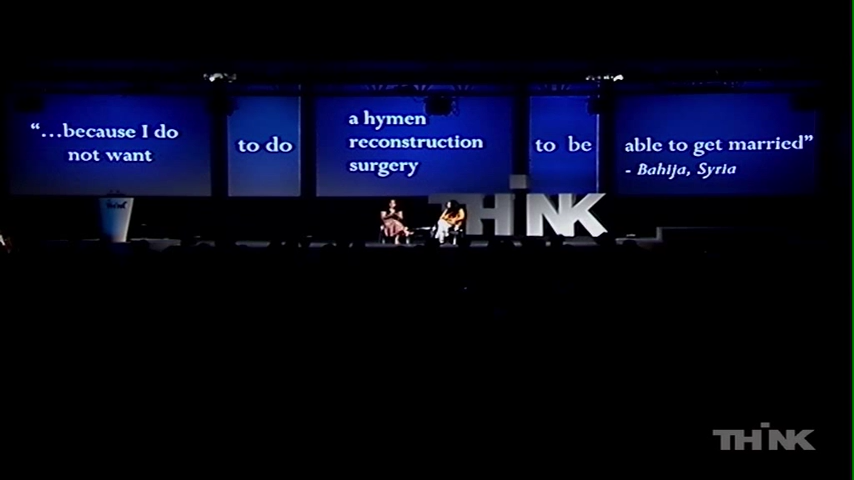 “…because I do
not want
to do
a hymen
reconstruction
surgery
to be
able to get married”
- Bahija, Syria
THiNK
THiNK
THiNK